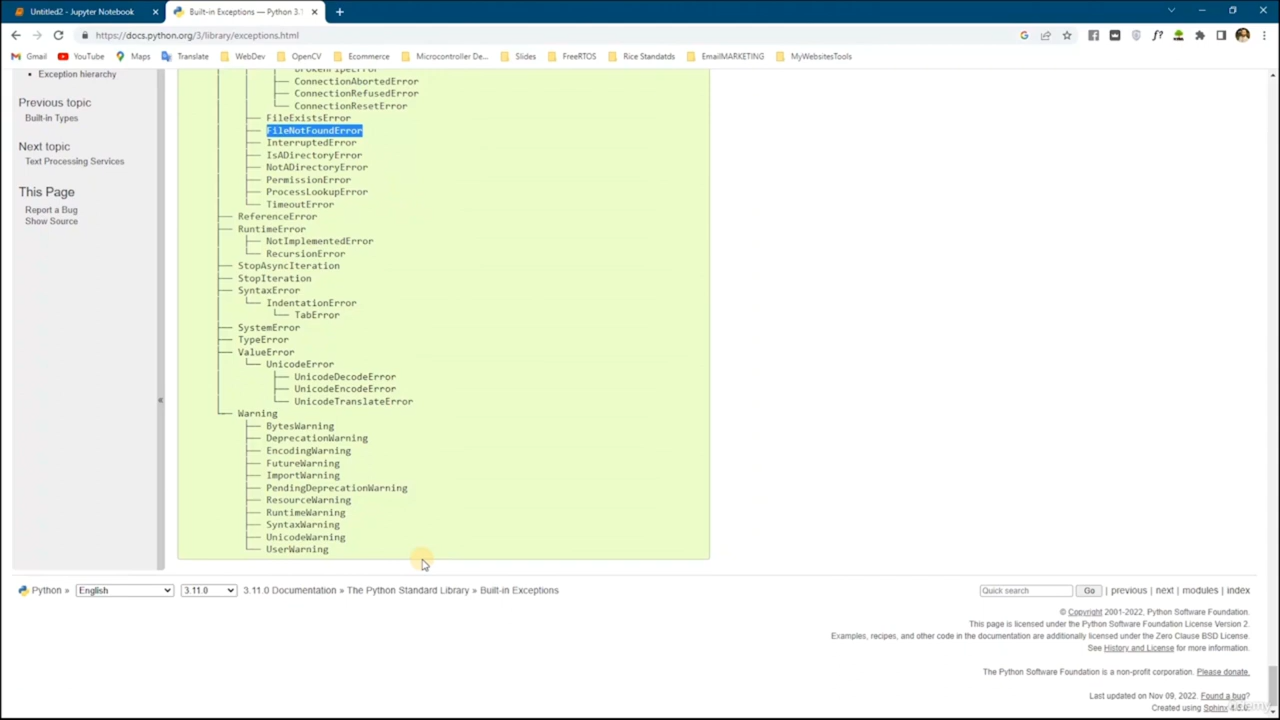 Untitled2 - Jupyter Notebook
Built-in Exceptions — Python 3.1
https://docs.python.org/3/library/exceptions.html
Gmail YouTube Maps Translate WebDev OpenCV Ecommerce Microcontroller De... Slides FreeRTOS Rice Standatds EmailMARKETING MyWebsitesTools
Exception hierarchy
Previous topic
Built-in Types
Next topic
Text Processing Services
This Page
Report a Bug
Show Source
«
BrokenPipeError
ConnectionAbortedError
ConnectionRefusedError
ConnectionResetError
FileExistsError
FileNotFoundError
InterruptedError
IsADirectoryError
NotADirectoryError
PermissionError
ProcessLookupError
TimeoutError
ReferenceError
RuntimeError
NotImplementedError
RecursionError
StopAsyncIteration
StopIteration
SyntaxError
IndentationError
TabError
SystemError
TypeError
ValueError
UnicodeError
UnicodeDecodeError
UnicodeEncodeError
UnicodeTranslateError
Warning
BytesWarning
DeprecationWarning
EncodingWarning
FutureWarning
ImportWarning
PendingDeprecationWarning
ResourceWarning
RuntimeWarning
SyntaxWarning
UnicodeWarning
UserWarning
Python » English 3.11.0 3.11.0 Documentation » The Python Standard Library » Built-in Exceptions Quick search Go | previous | next | modules | index
© Copyright 2001-2022, Python Software Foundation.
This page is licensed under the Python Software Foundation License Version 2.
Examples, recipes, and other code in the documentation are additionally licensed under the Zero Clause BSD License.
See History and License for more information.
The Python Software Foundation is a non-profit corporation. Please donate.
Last updated on Nov 09, 2022. Found a bug?
Created using Sphinx